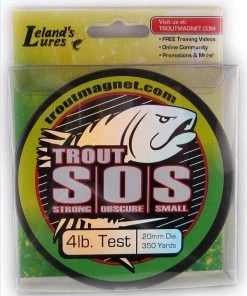 Leland's
Lures
Visit us at:
TROUTMAGNET.COM
• FREE Training Videos
• Online Community
• Promotions & More!
troutmagnet.com
TROUT
SOS
STRONG | OBSCURE | SMALL
4lb. Test
.20mm Dia.
350 Yards